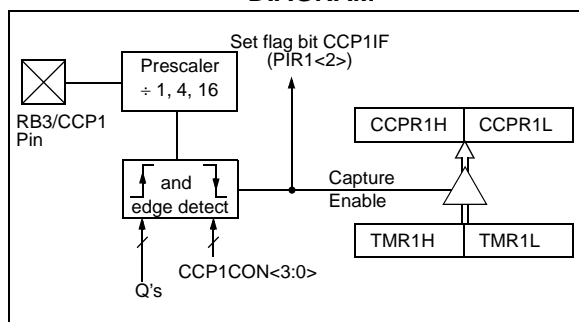 Set flag bit CCP1IF
(PIR1<2>)
Prescaler
÷ 1, 4, 16
RB3/CCP1
Pin
CCPR1H
CCPR1L
and
edge detect
Capture
Enable
TMR1H
TMR1L
CCP1CON<3:0>
Q's